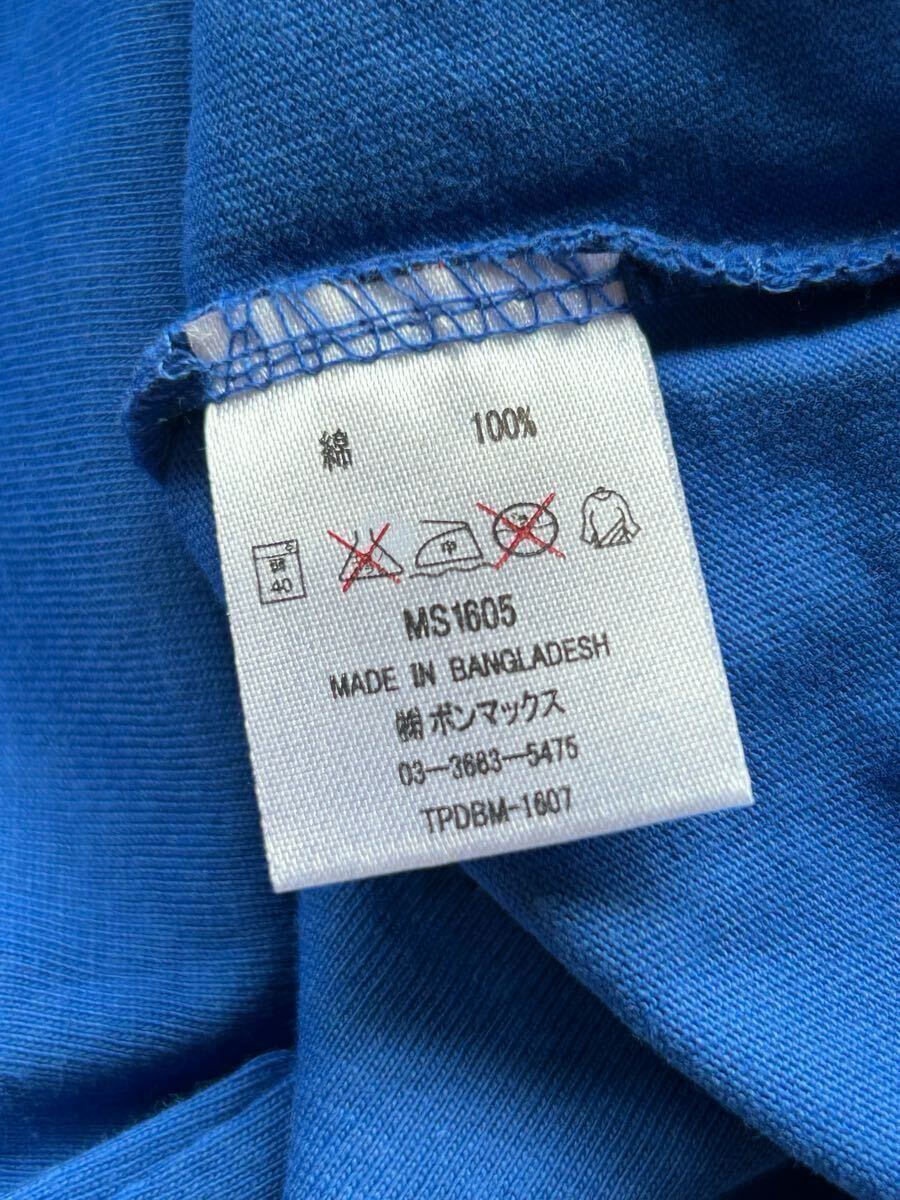 綿 100%
40
中
MS1605
MADE IN BANGLADESH
㈱ボンマックス
03-3683-5475
TPDBM-1607